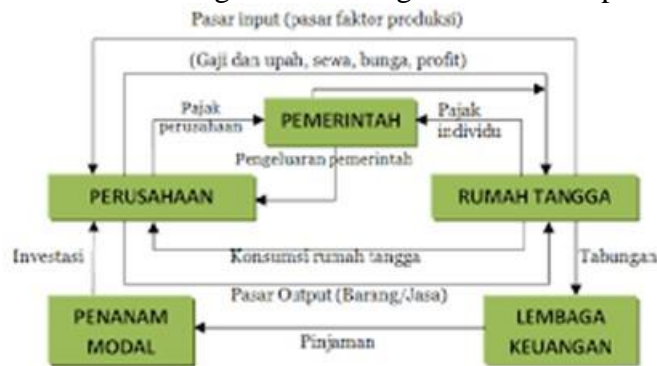 Pasar input (pasar faktor produksi)
(Gaji dan upah, sewa, bunga, profit)
Pajak
perusahaan
PEMERINTAH
Pajak
individu
Pengeluaran pemerintah
PERUSAHAAN
RUMAH TANGGA
Investasi
Konsumsi rumah tangga
Tabungan
Pasar Output (Barang/Jasa)
PENANAM
MODAL
Pinjaman
LEMBAGA
KEUANGAN